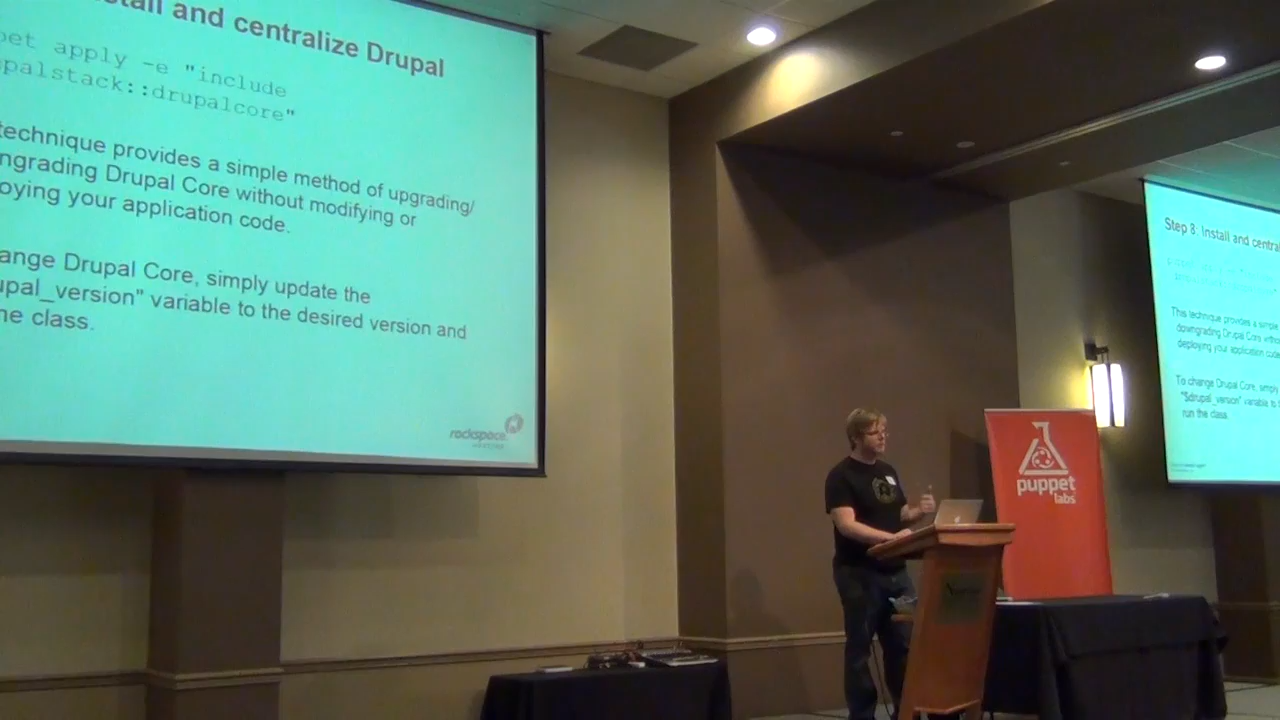 stall and centralize Drupal
pet apply -e "include
palstack::drupalcore"
technique provides a simple method of upgrading/
ngrading Drupal Core without modifying or
oying your application code.
ange Drupal Core, simply update the
upal_version" variable to the desired version and
he class.
rackspace
puppet
labs
Step 8: Install and centra
This technique provides a simple
downgrading Drupal Core witho
deploying your application code
To change Drupal Core, simply
"$drupal_version" variable to t
run the class.